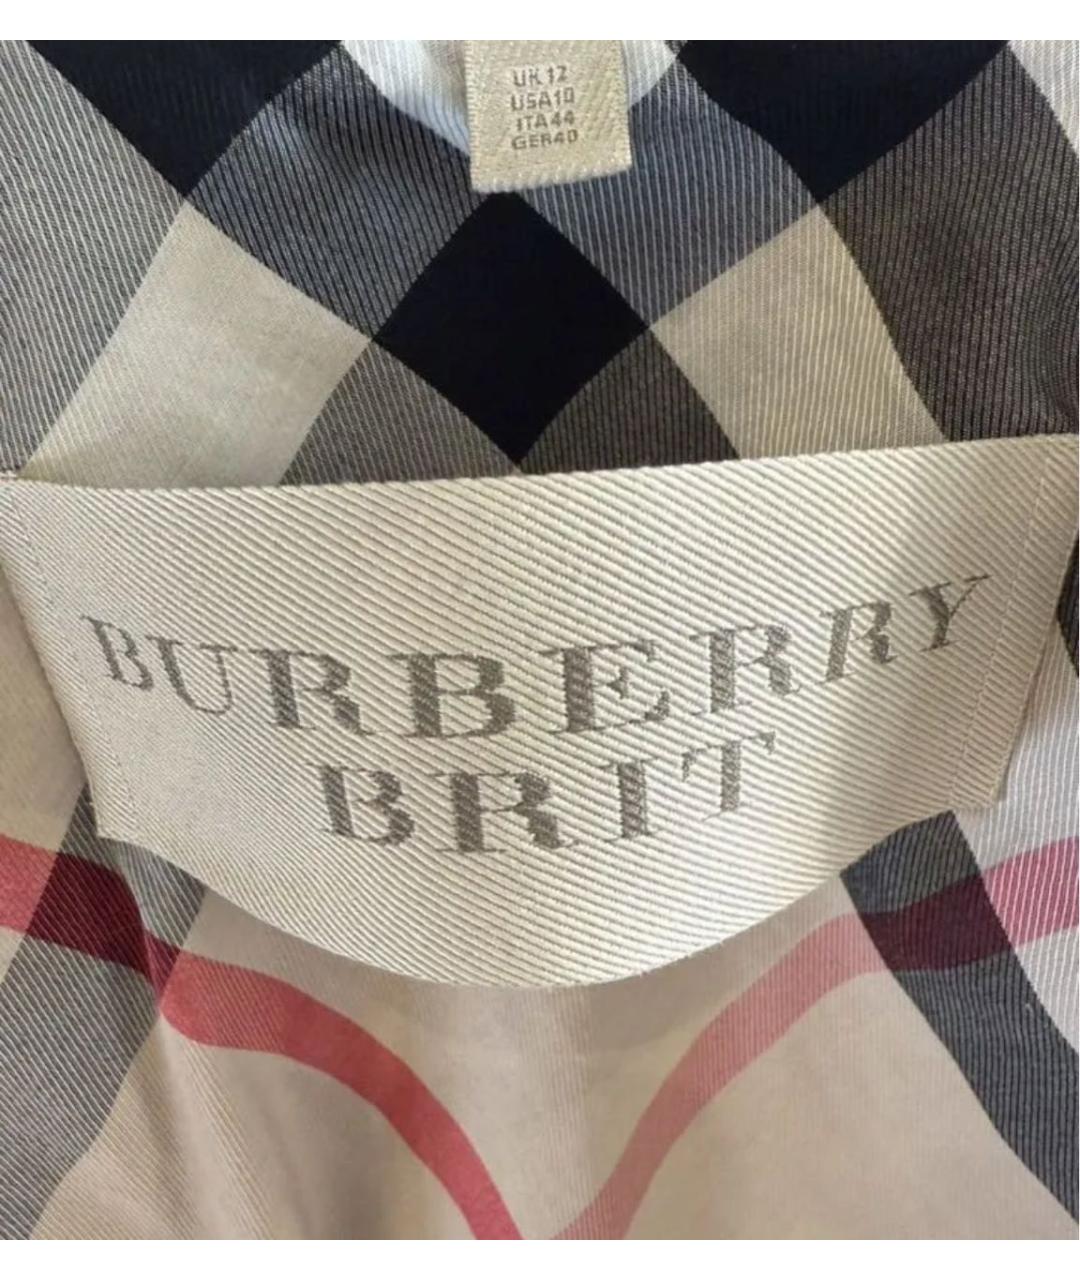 UK 12
USA10
ITA44
GER40
BURBERRY
BRIT